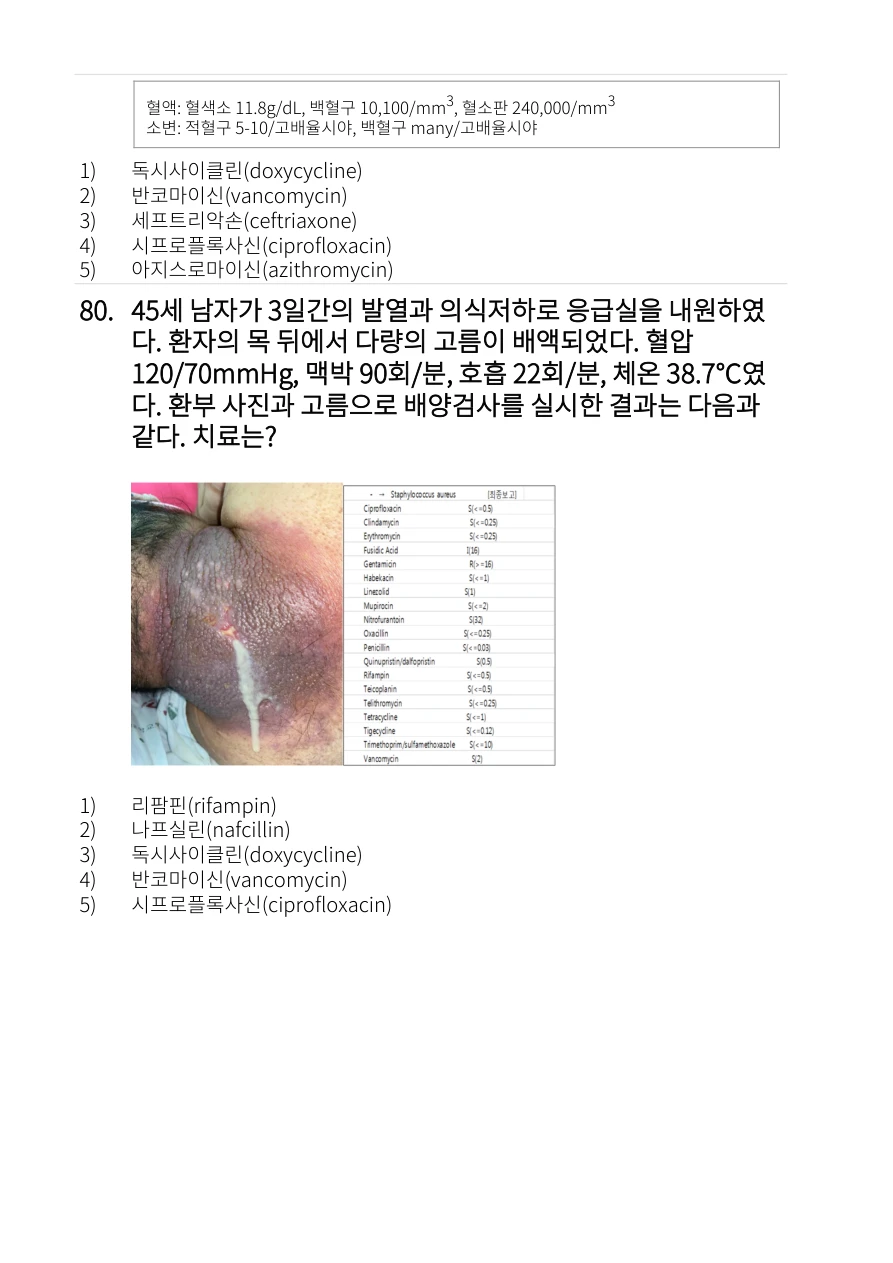 혈액: 혈색소 11.8g/dL, 백혈구 10,100/mm3, 혈소판 240,000/mm3
소변: 적혈구 5-10/고배율시야, 백혈구 many/고배율시야
1) 독시사이클린(doxycycline)
2) 반코마이신(vancomycin)
3) 세프트리악손(ceftriaxone)
4) 시프로플록사신(ciprofloxacin)
5) 아지스로마이신(azithromycin)
80. 45세 남자가 3일간의 발열과 의식저하로 응급실을 내원하였
다. 환자의 목 뒤에서 다량의 고름이 배액되었다. 혈압
120/70mmHg, 맥박 90회/분, 호흡 22회/분, 체온 38.7℃였
다. 환부 사진과 고름으로 배양검사를 실시한 결과는 다음과
같다. 치료는?
- → Staphylococcus aureus [최종보고]
Ciprofloxacin S(<=0.5)
Clindamycin S(<=0.25)
Erythromycin S(<=0.25)
Fusidic Acid I(16)
Gentamicin R(>=16)
Habekacin S(<=1)
Linezolid S(1)
Mupirocin S(<=2)
Nitrofurantoin S(32)
Oxacillin S(<=0.25)
Penicillin S(<=0.03)
Quinupristin/dalfopristin S(0.5)
Rifampin S(<=0.5)
Teicoplanin S(<=0.5)
Telithromycin S(<=0.25)
Tetracycline S(<=1)
Tigecycline S(<=0.12)
Trimethoprim/sulfamethoxazole S(<=10)
Vancomycin S(2)
1) 리팜핀(rifampin)
2) 나프실린(nafcillin)
3) 독시사이클린(doxycycline)
4) 반코마이신(vancomycin)
5) 시프로플록사신(ciprofloxacin)